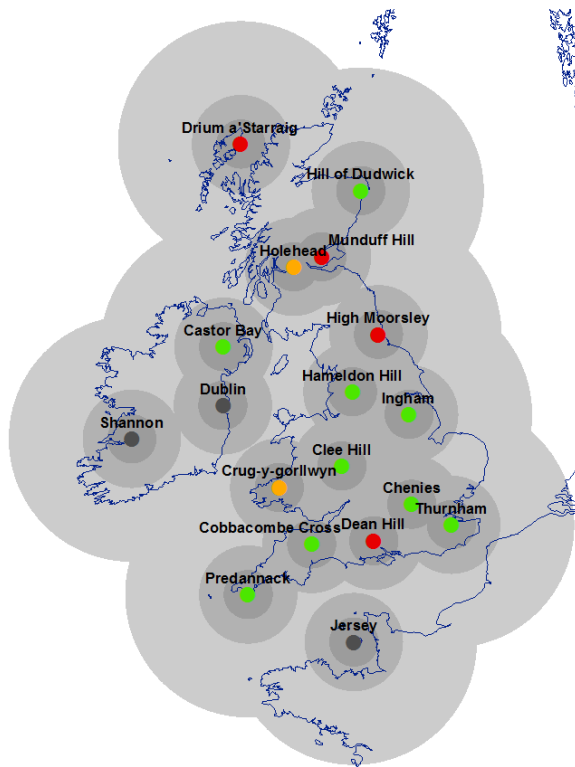 Drium a'Starraig
Hill of Dudwick
Munduff Hill
Holehead
High Moorsley
Castor Bay
Hameldon Hill
Dublin
Ingham
Shannon
Clee Hill
Crug-y-gorllwyn
Chenies
Thurnham
Cobbacombe Cross
Dean Hill
Predannack
Jersey